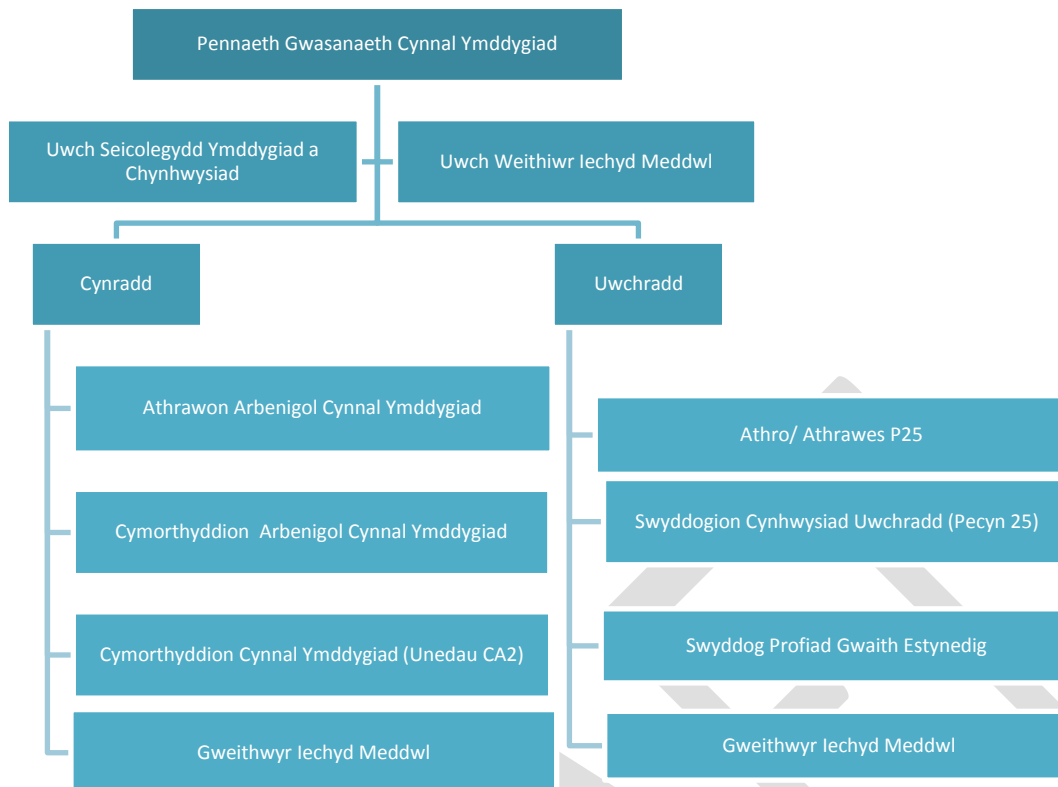 Pennaeth Gwasanaeth Cynnal Ymddygiad
Uwch Seicolegydd Ymddygiad a
Chynhwysiad
Uwch Weithiwr Iechyd Meddwl
Cynradd
Athrawon Arbenigol Cynnal Ymddygiad
Cymorthyddion Arbenigol Cynnal Ymddygiad
Cymorthyddion Cynnal Ymddygiad (Unedau CA2)
Gweithwyr Iechyd Meddwl
Uwchradd
Athro/ Athrawes P25
Swyddogion Cynhwysiad Uwchradd (Pecyn 25)
Swyddog Profiad Gwaith Estynedig
Gweithwyr Iechyd Meddwl